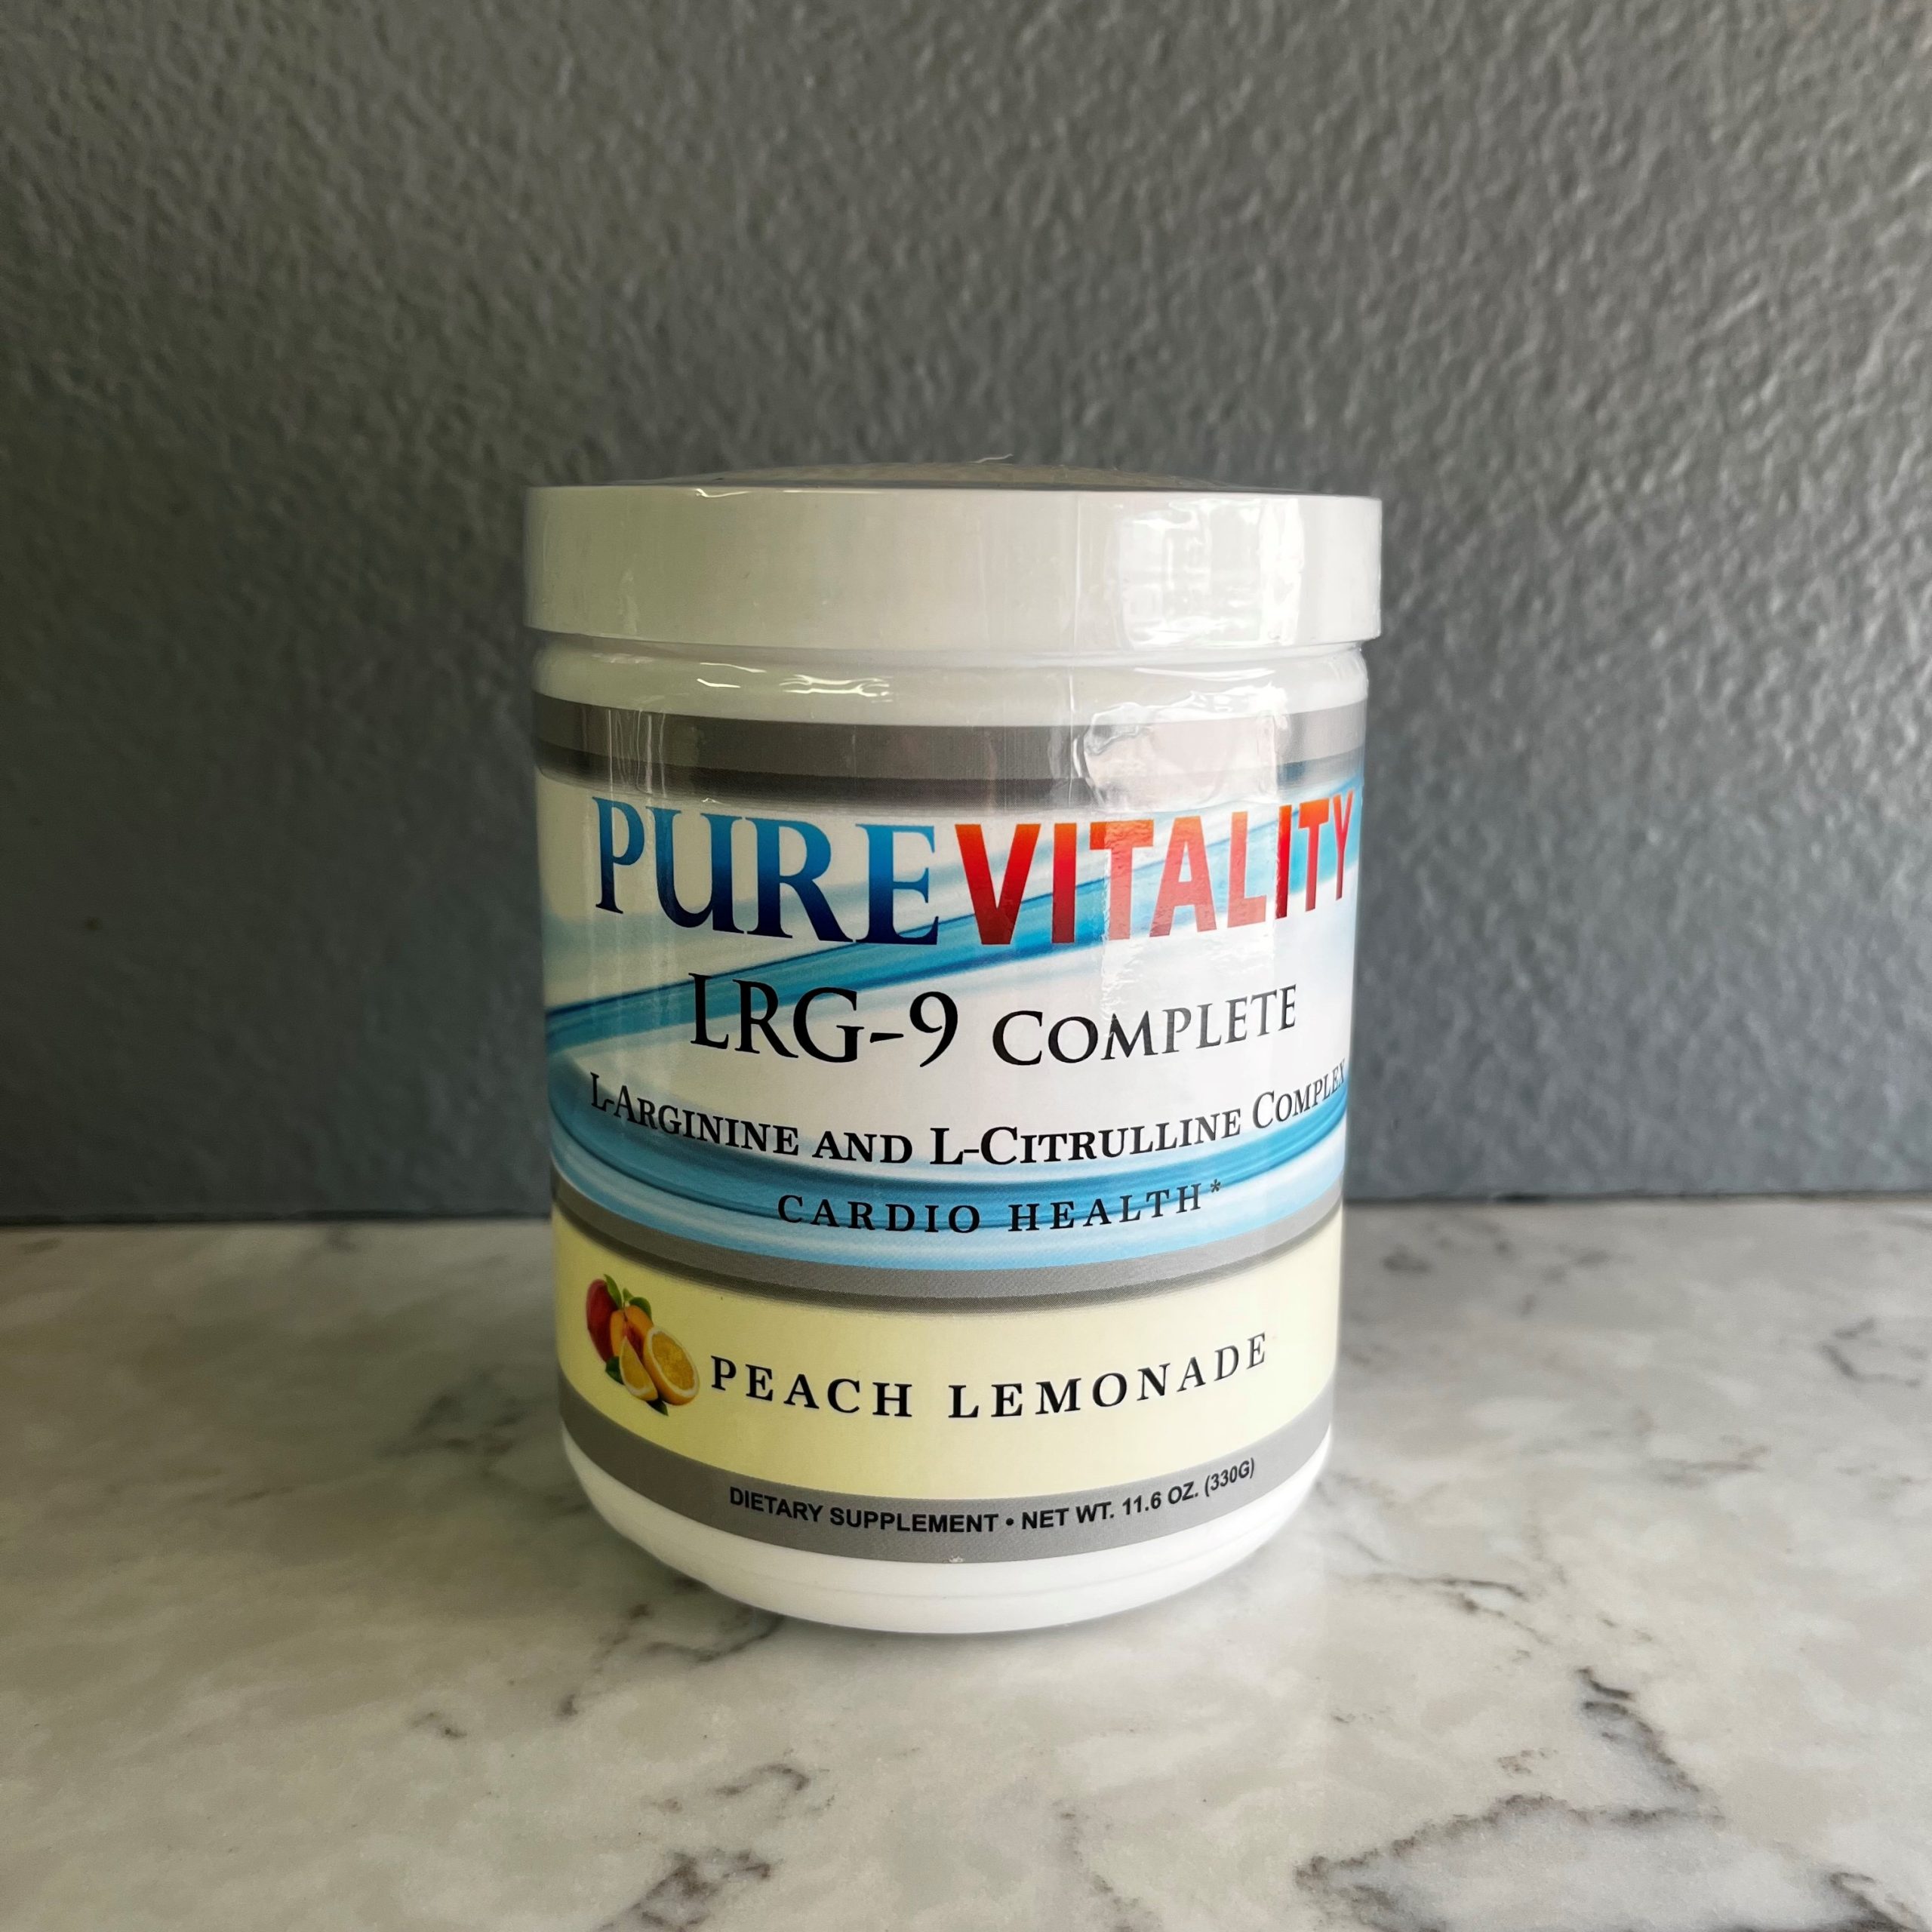 PUREVITALITY
LRG-9 COMPLETE
L-ARGININE AND L-CITRULLINE COMPLEX
CARDIO HEALTH*
PEACH LEMONADE
DIETARY SUPPLEMENT • NET WT. 11.6 OZ. (330G)